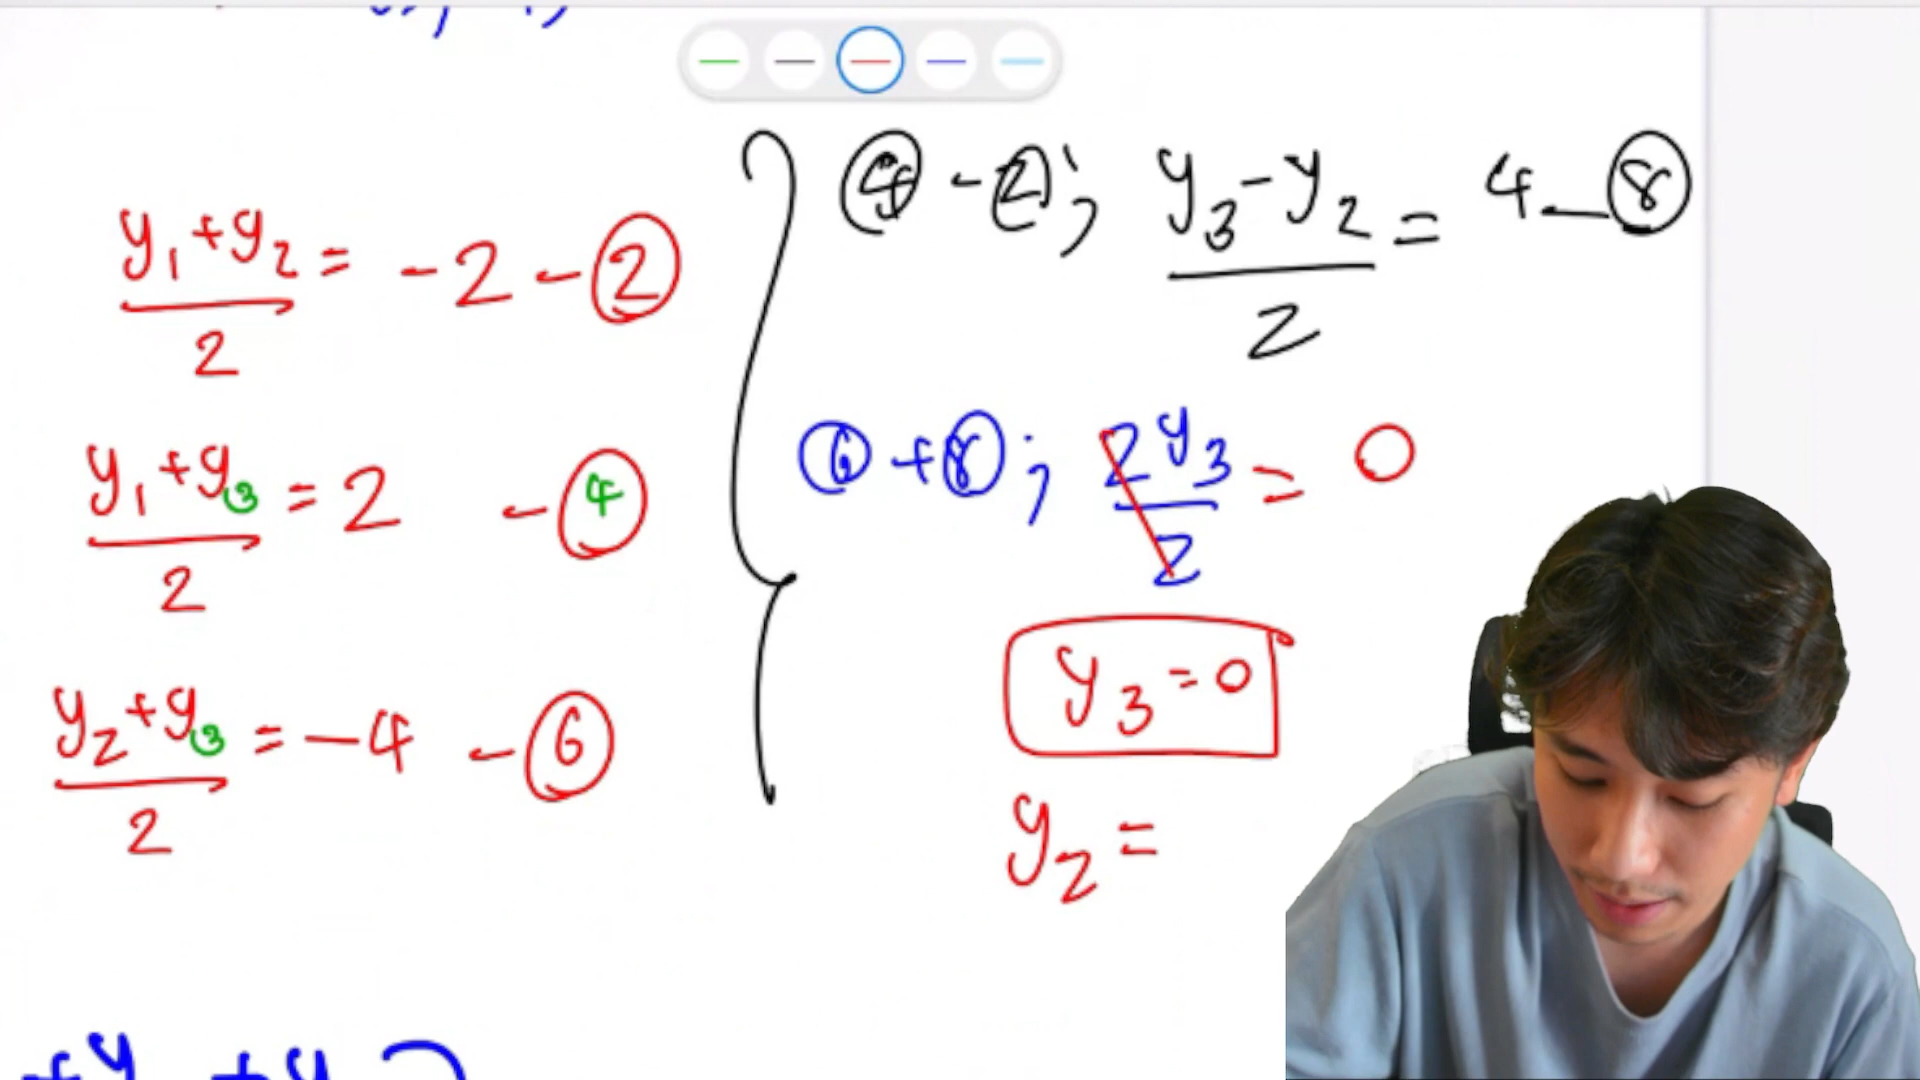 y₁+y₂/2 = -2 - ②
y₁+y₃/2 = 2 - ④
y₂+y₃/2 = -4 - ⑥
④ - ②; y₃-y₂/2 = 4 - ⑧
⑥ + ⑧; 2y₃/2 = 0
y₃ = 0
y₂ =
+y +y